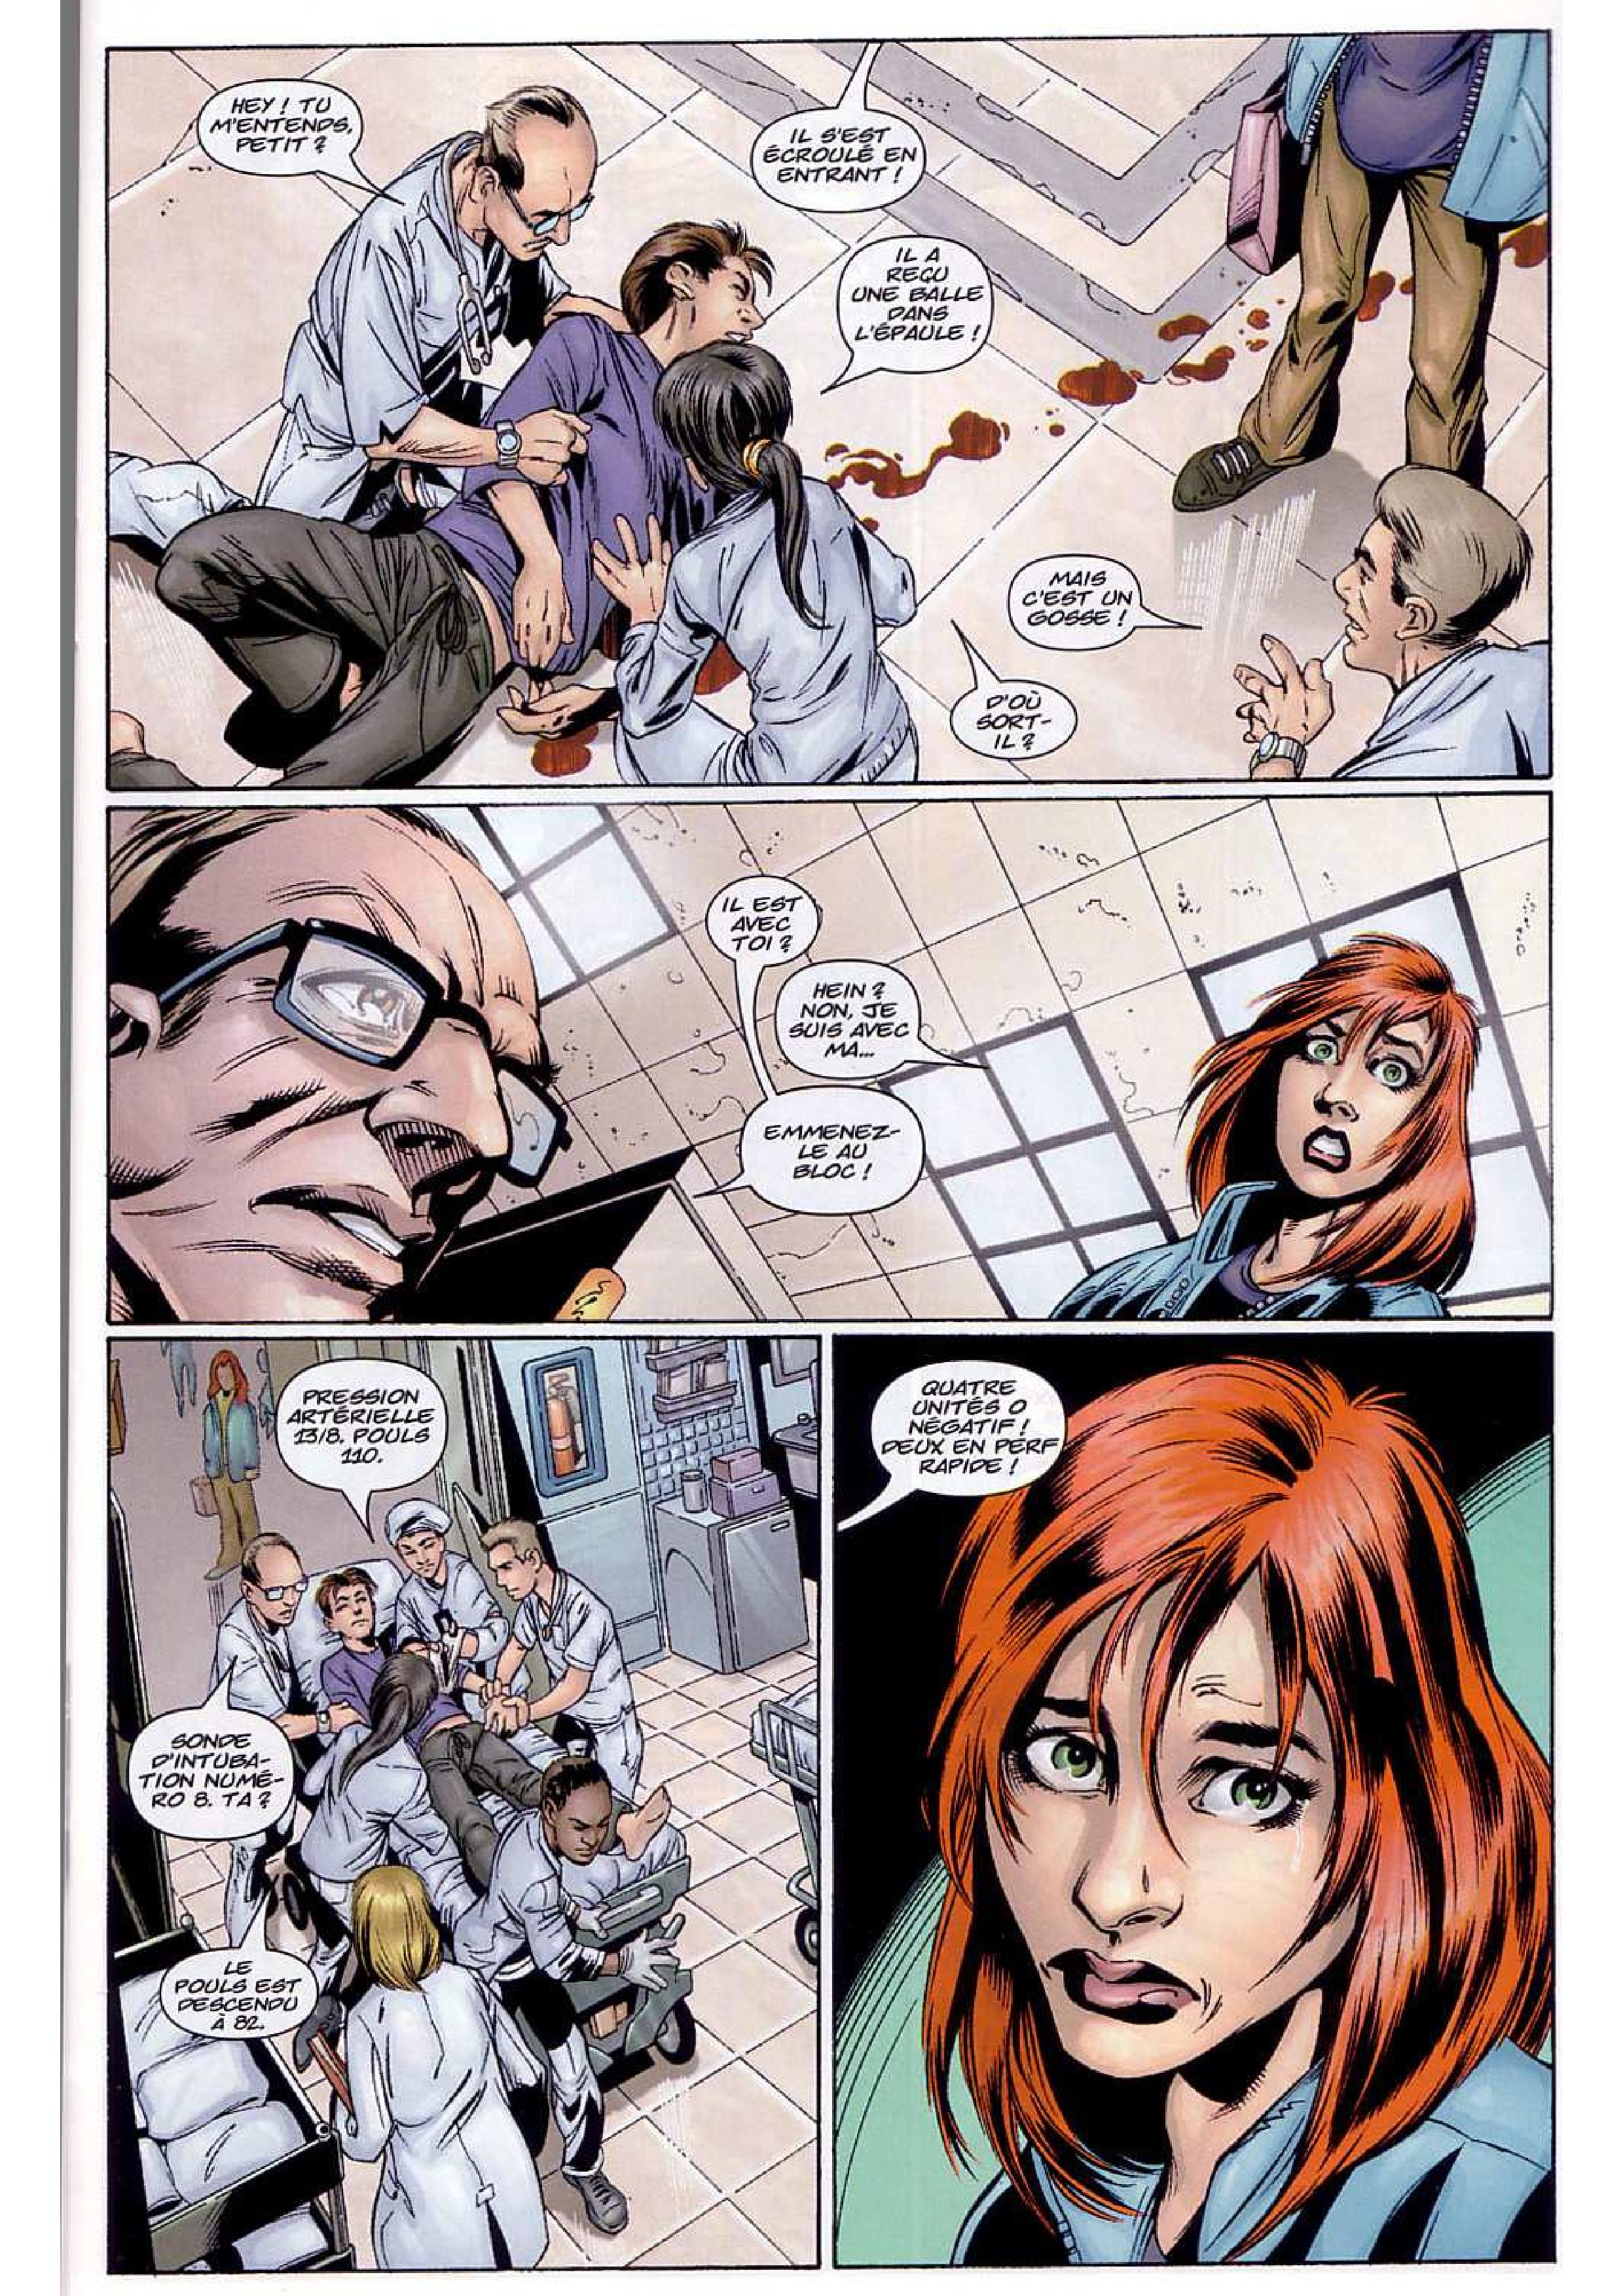 HEY ! TU
M'ENTENDS,
PETIT ?
IL S'EST
ÉCROULÉ EN
ENTRANT !
IL A
REÇU
UNE BALLE
DANS
L'ÉPAULE !
MAIS
C'EST UN
GOSSE !
D'OÙ
SORT-
IL ?
IL EST
AVEC
TOI ?
HEIN ?
NON, JE
SUIS AVEC
MA...
EMMENEZ-
LE AU
BLOC !
PRESSION
ARTÉRIELLE
13/8. POULS
110.
SONDE
D'INTUBA-
TION NUMÉ-
RO 8. TA ?
LE
POULS EST
DESCENDU
À 82.
QUATRE
UNITÉS O
NÉGATIF !
DEUX EN PERF
RAPIDE !